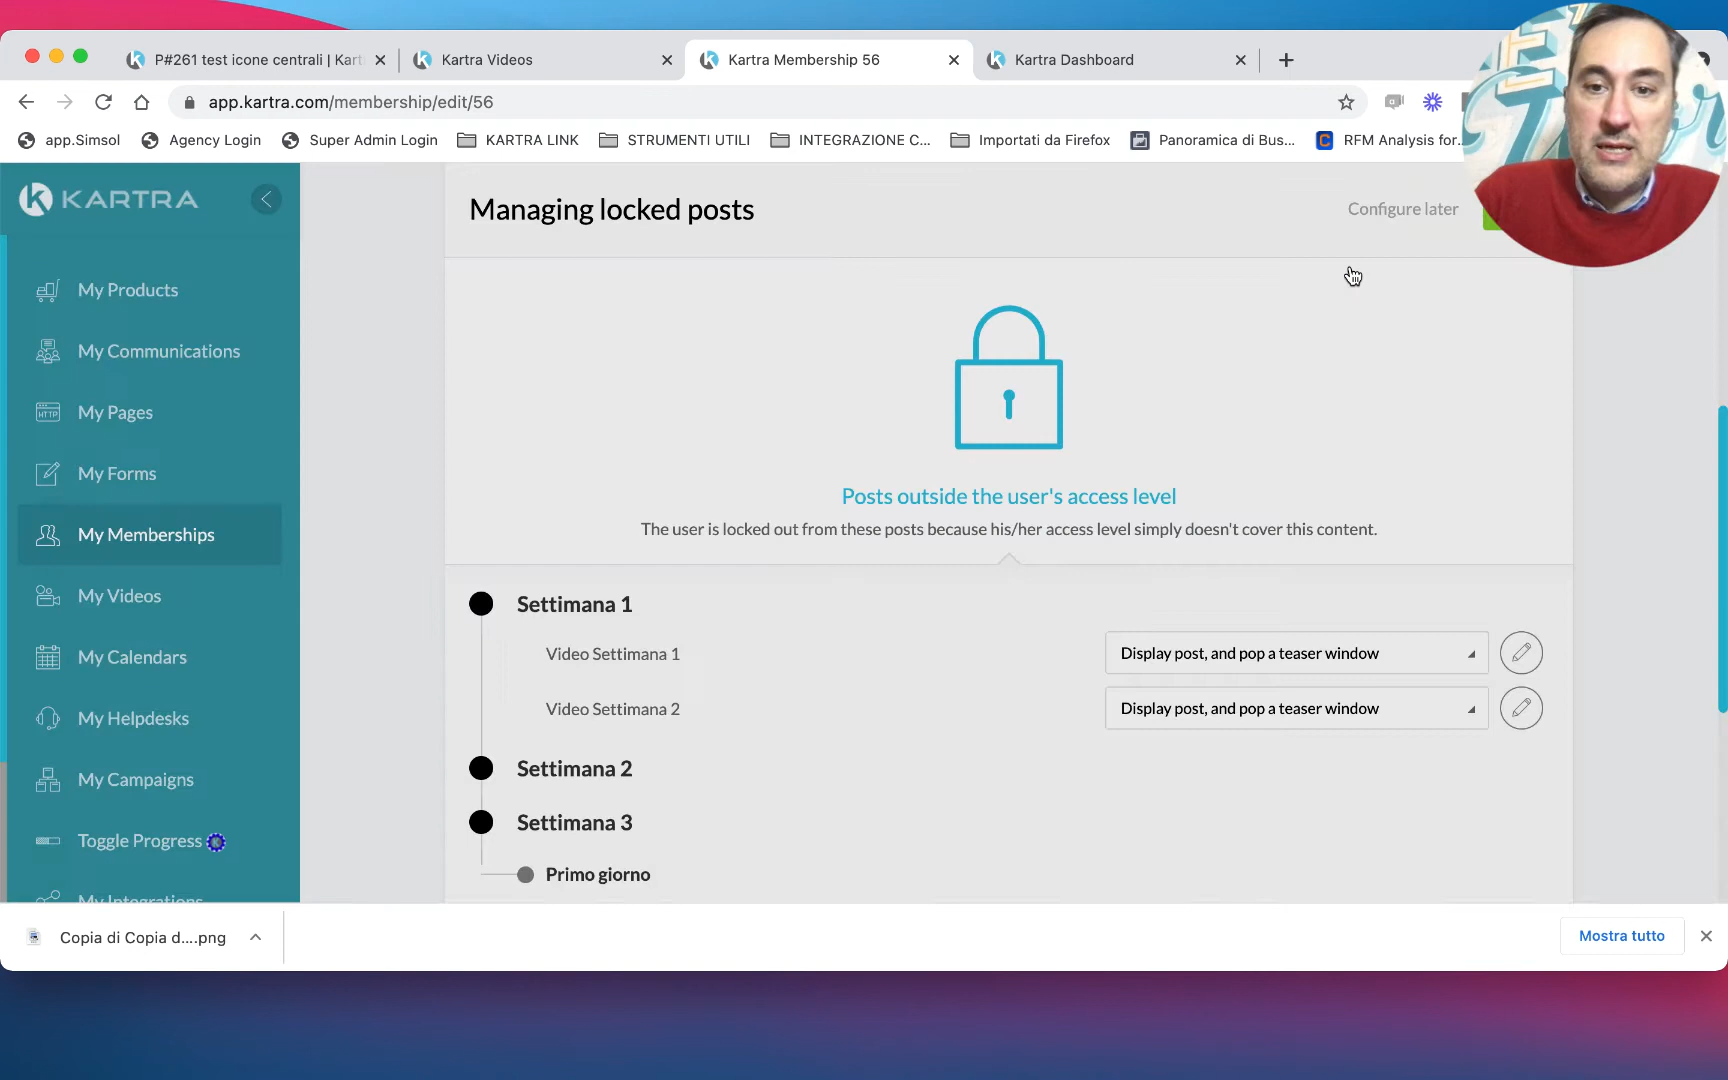 P#261 test icone centrali | Kart
Kartra Videos
Kartra Membership 56
Kartra Dashboard
app.kartra.com/membership/edit/56
app.Simsol
Agency Login
Super Admin Login
KARTRA LINK
STRUMENTI UTILI
INTEGRAZIONE C...
Importati da Firefox
Panoramica di Bus...
RFM Analysis for...
KARTRA
Managing locked posts
Configure later
My Products
My Communications
My Pages
HTTP
My Forms
My Memberships
My Videos
My Calendars
My Helpdesks
My Campaigns
Toggle Progress
My Integrations
Posts outside the user's access level
The user is locked out from these posts because his/her access level simply doesn't cover this content.
Settimana 1
Video Settimana 1
Display post, and pop a teaser window
Video Settimana 2
Display post, and pop a teaser window
Settimana 2
Settimana 3
Primo giorno
Copia di Copia d....png
Mostra tutto